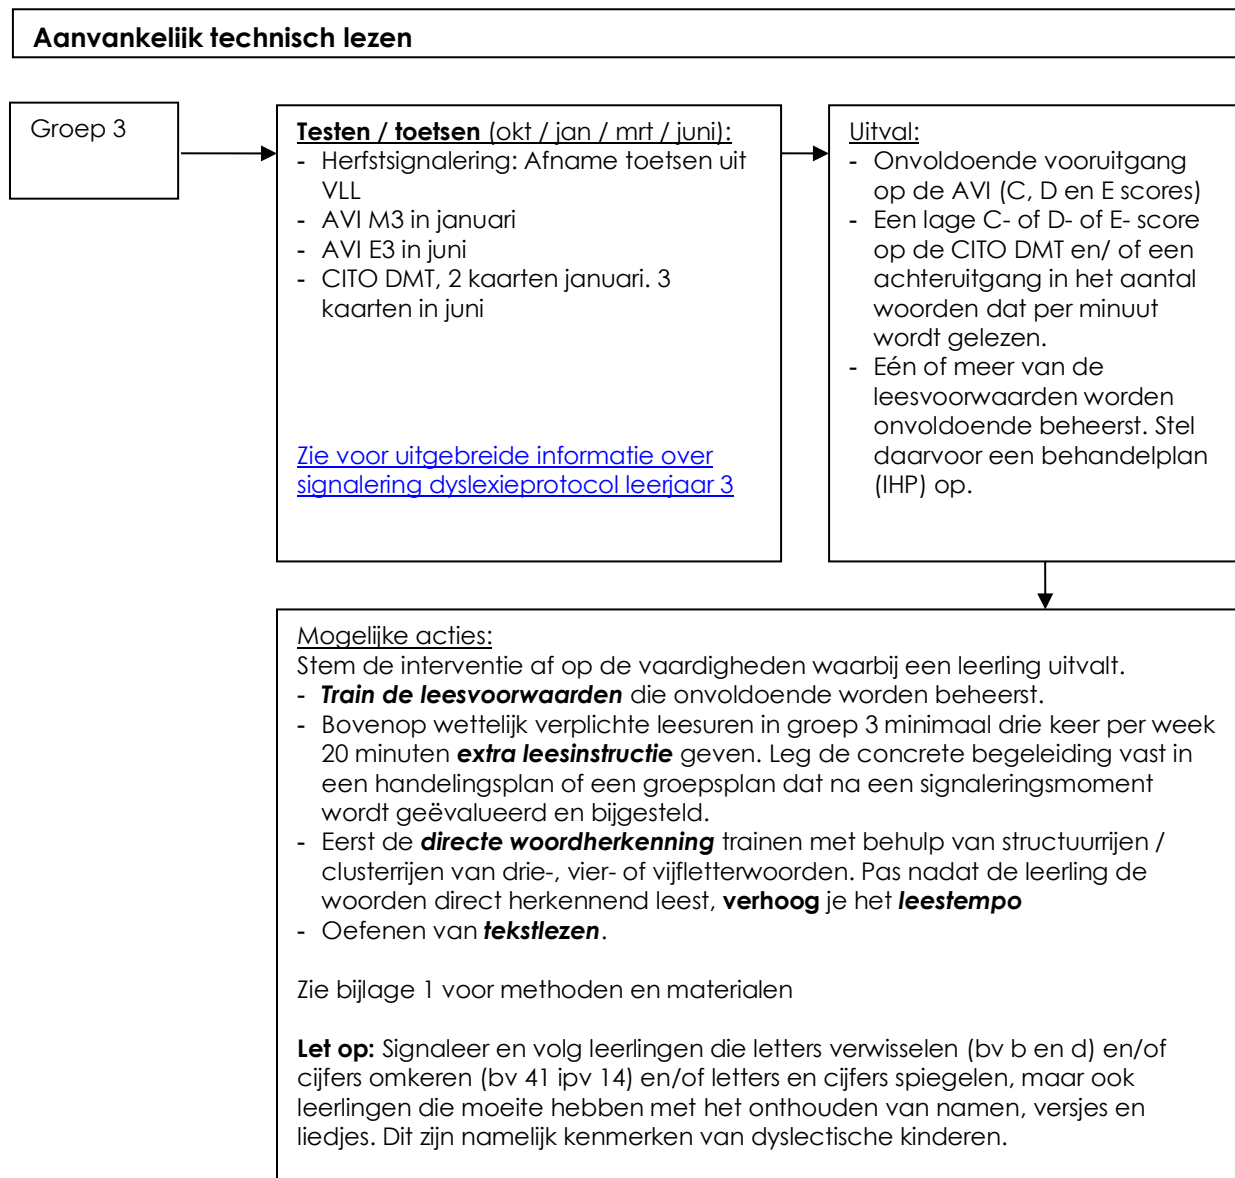 Aanvankelijk technisch lezen
Groep 3
Testen / toetsen (okt / jan / mrt / juni):
- Herfstsignalering: Afname toetsen uit
VLL
- AVI M3 in januari
- AVI E3 in juni
- CITO DMT, 2 kaarten januari. 3
kaarten in juni
Zie voor uitgebreide informatie over
signalering dyslexieprotocol leerjaar 3
Uitval:
- Onvoldoende vooruitgang
op de AVI (C, D en E scores)
- Een lage C- of D- of E- score
op de CITO DMT en/ of een
achteruitgang in het aantal
woorden dat per minuut
wordt gelezen.
- Eén of meer van de
leesvoorwaarden worden
onvoldoende beheerst. Stel
daarvoor een behandelplan
(IHP) op.
Mogelijke acties:
Stem de interventie af op de vaardigheden waarbij een leerling uitvalt.
- Train de leesvoorwaarden die onvoldoende worden beheerst.
- Bovenop wettelijk verplichte leesuren in groep 3 minimaal drie keer per week
20 minuten extra leesinstructie geven. Leg de concrete begeleiding vast in
een handelingsplan of een groepsplan dat na een signaleringsmoment
wordt geëvalueerd en bijgesteld.
- Eerst de directe woordherkenning trainen met behulp van structuurrijen /
clusterrijen van drie-, vier- of vijfletterwoorden. Pas nadat de leerling de
woorden direct herkennend leest, verhoog je het leestempo
- Oefenen van tekstlezen.
Zie bijlage 1 voor methoden en materialen
Let op: Signaleer en volg leerlingen die letters verwisselen (bv b en d) en/of
cijfers omkeren (bv 41 ipv 14) en/of letters en cijfers spiegelen, maar ook
leerlingen die moeite hebben met het onthouden van namen, versjes en
liedjes. Dit zijn namelijk kenmerken van dyslectische kinderen.